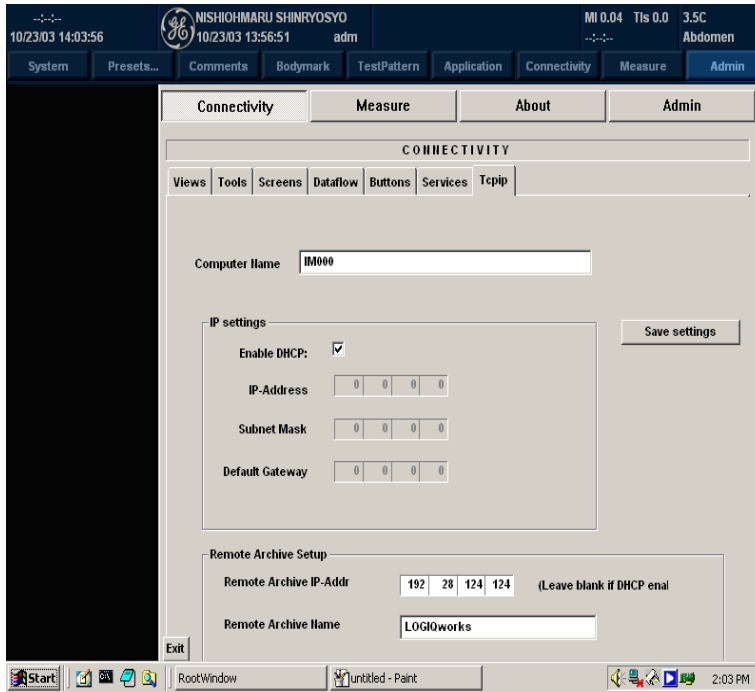 --:--:--
10/23/03 14:03:56
NISHIOHMARU SHINRYOSYO
10/23/03 13:56:51 adm
MI 0.04 TIs 0.0 3.5C
--:--:-- Abdomen
System Presets... Comments Bodymark TestPattern Application Connectivity Measure Admin
Connectivity Measure About Admin
CONNECTIVITY
Views Tools Screens Dataflow Buttons Services Tcpip
Computer Name IM000
IP settings
Save settings
Enable DHCP:
IP-Address 0 0 0 0
Subnet Mask 0 0 0 0
Default Gateway 0 0 0 0
Remote Archive Setup
Remote Archive IP-Addr 192 28 124 124 (Leave blank if DHCP enal
Remote Archive Name LOGIQworks
Exit
Start RootWindow untitled - Paint 2:03 PM